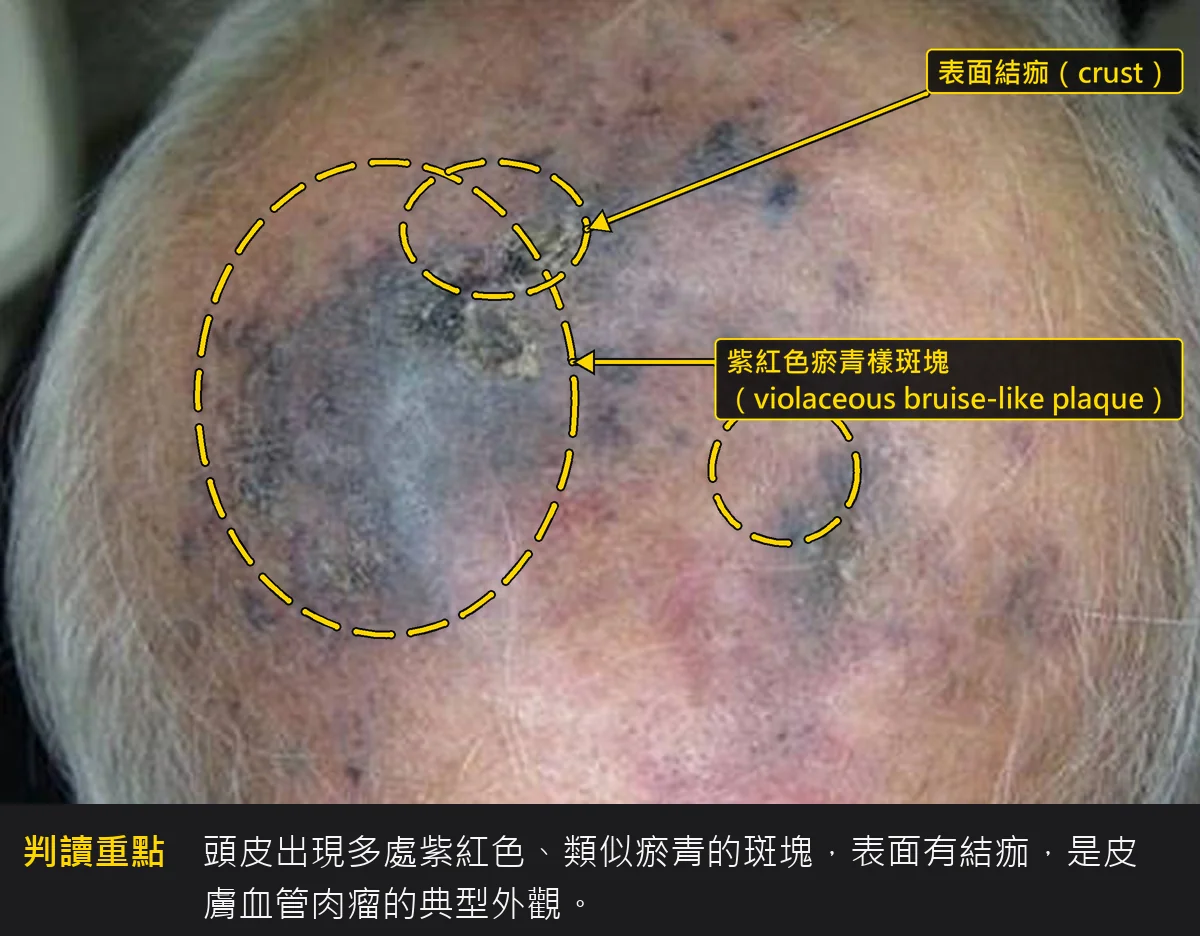 表面結痂（crust）
紫紅色瘀青樣斑塊
（violaceous bruise-like plaque）
判讀重點
頭皮出現多處紫紅色、類似瘀青的斑塊，表面有結痂，是皮
膚血管肉瘤的典型外觀。